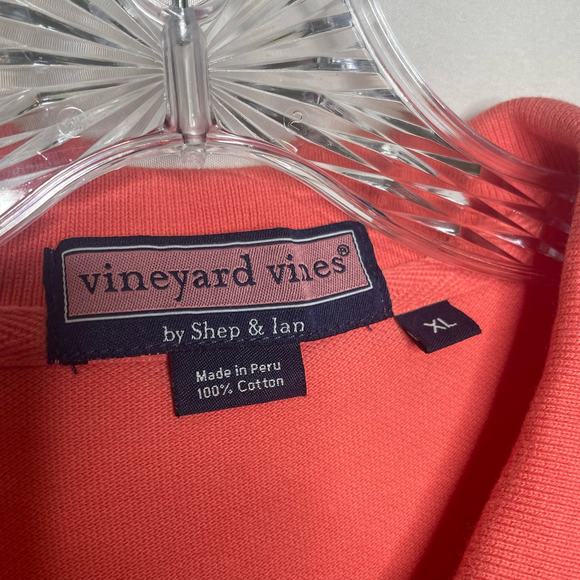 vineyard vines®
by Shep & Ian
XL
Made in Peru
100% Cotton